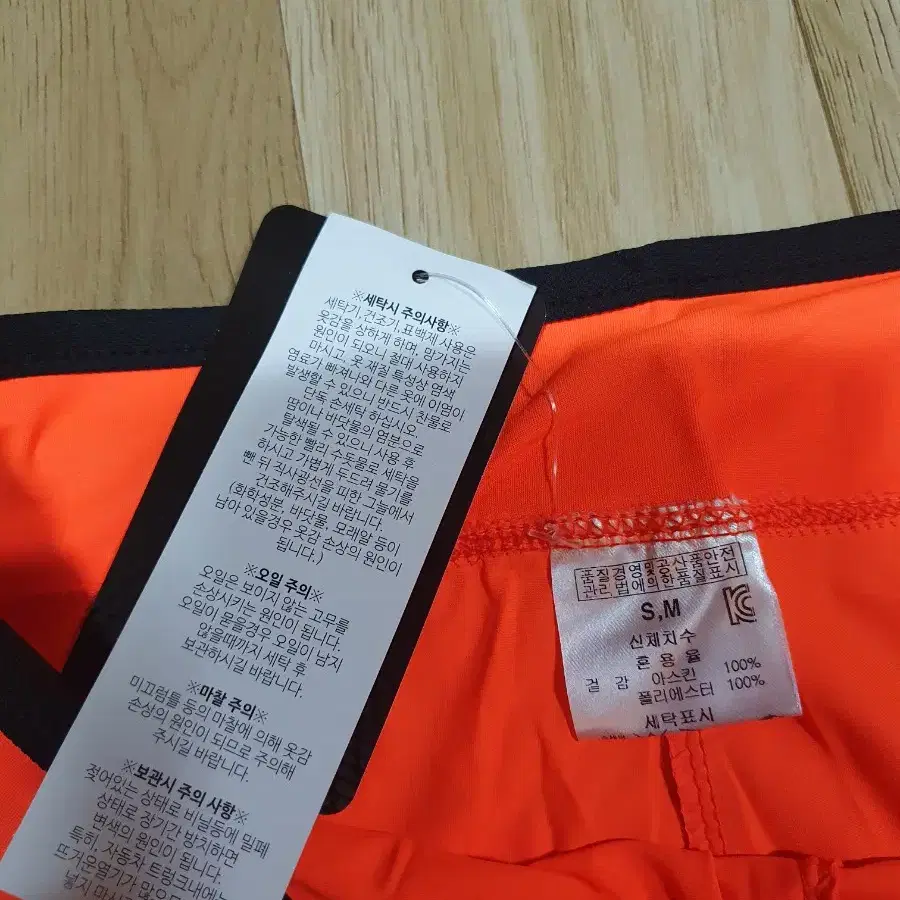 ※세탁시 주의사항※
세탁기, 건조기, 표백제 사용은
옷감을 상하게 하며, 망가지는
원인이 되오니 절대 사용하지
마시고, 옷 재질 특성상 염색
염료가 빠져나와 다른 옷에 이염이
발생할 수 있으니 반드시 찬물로
단독 손세탁 하십시오.
땀이나 바닷물의 염분으로
탈색될 수 있으니 사용 후
가능한 빨리 수돗물로 세탁을
하시고 가볍게 두드려 물기를
뺀 뒤 직사광선을 피한 그늘에서
건조해주시길 바랍니다.
(화학성분, 바닷물, 모래알 등이
남아 있을경우 옷감 손상의 원인이
됩니다.)
※오일 주의※
오일은 보이지 않는 고무를
손상시키는 원인이 됩니다.
오일이 묻을경우 오일이 남지
않을때까지 세탁 후
보관하시길 바랍니다.
※마찰 주의※
미끄럼틀 등의 마찰에 의해 옷감
손상의 원인이 되므로 주의해
주시길 바랍니다.
※보관시 주의 사항※
젖어있는 상태로 비닐등에 밀폐
상태로 장기가 방치하면
변색의 원인이 됩니다.
특히, 자동차 트렁크내에는
뜨거운열기가 많으므
넣지 마시
품질경영및공산품안전
관리법에의한품질표시
S,M
신체치수
혼용율
겉감 아스킨 100%
폴리에스터 100%
세탁표시